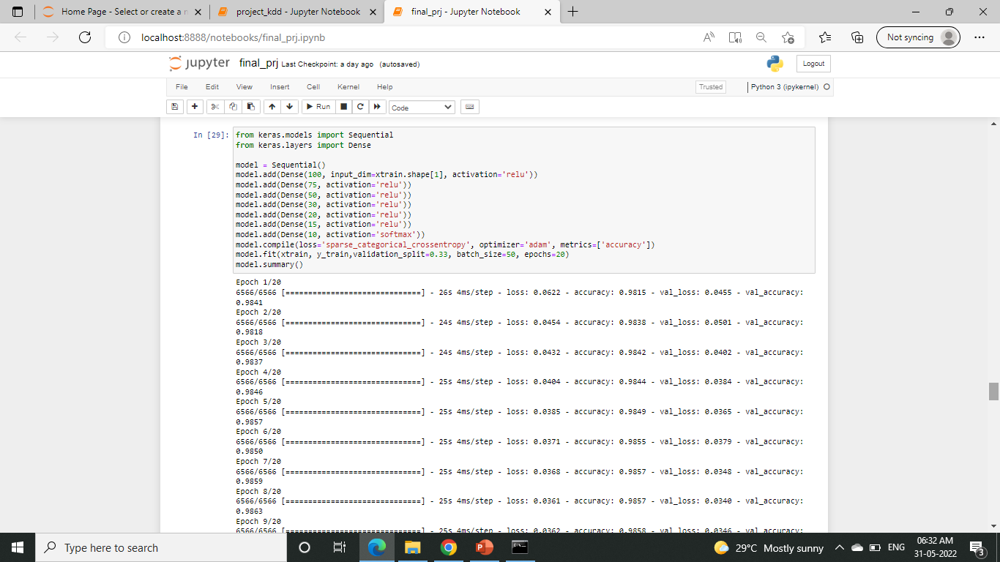 Home Page - Select or create a n
project_kdd - Jupyter Notebook
final_prj - Jupyter Notebook
localhost:8888/notebooks/final_prj.ipynb
Not syncing
jupyter final_prj Last Checkpoint: a day ago (autosaved)
Logout
File Edit View Insert Cell Kernel Help
Trusted
Python 3 (ipykernel)
Run
Code
In [29]: from keras.models import Sequential
from keras.layers import Dense
model = Sequential()
model.add(Dense(100, input_dim=xtrain.shape[1], activation='relu'))
model.add(Dense(75, activation='relu'))
model.add(Dense(50, activation='relu'))
model.add(Dense(30, activation='relu'))
model.add(Dense(20, activation='relu'))
model.add(Dense(15, activation='relu'))
model.add(Dense(10, activation='softmax'))
model.compile(loss='sparse_categorical_crossentropy', optimizer='adam', metrics=['accuracy'])
model.fit(xtrain, y_train,validation_split=0.33, batch_size=50, epochs=20)
model.summary()
Epoch 1/20
6566/6566 [==============================] - 26s 4ms/step - loss: 0.0622 - accuracy: 0.9815 - val_loss: 0.0455 - val_accuracy:
0.9841
Epoch 2/20
6566/6566 [==============================] - 24s 4ms/step - loss: 0.0454 - accuracy: 0.9838 - val_loss: 0.0501 - val_accuracy:
0.9818
Epoch 3/20
6566/6566 [==============================] - 24s 4ms/step - loss: 0.0432 - accuracy: 0.9842 - val_loss: 0.0402 - val_accuracy:
0.9837
Epoch 4/20
6566/6566 [==============================] - 25s 4ms/step - loss: 0.0404 - accuracy: 0.9844 - val_loss: 0.0384 - val_accuracy:
0.9846
Epoch 5/20
6566/6566 [==============================] - 25s 4ms/step - loss: 0.0385 - accuracy: 0.9849 - val_loss: 0.0365 - val_accuracy:
0.9857
Epoch 6/20
6566/6566 [==============================] - 25s 4ms/step - loss: 0.0371 - accuracy: 0.9855 - val_loss: 0.0379 - val_accuracy:
0.9850
Epoch 7/20
6566/6566 [==============================] - 25s 4ms/step - loss: 0.0368 - accuracy: 0.9857 - val_loss: 0.0348 - val_accuracy:
0.9859
Epoch 8/20
6566/6566 [==============================] - 25s 4ms/step - loss: 0.0361 - accuracy: 0.9857 - val_loss: 0.0340 - val_accuracy:
0.9863
Epoch 9/20
6566/6566 [==============================] - 25s 4ms/step - loss: 0.0362 - accuracy: 0.9858 - val_loss: 0.0346 - val_accuracy:
Type here to search
29°C Mostly sunny
ENG
06:32 AM
31-05-2022
3